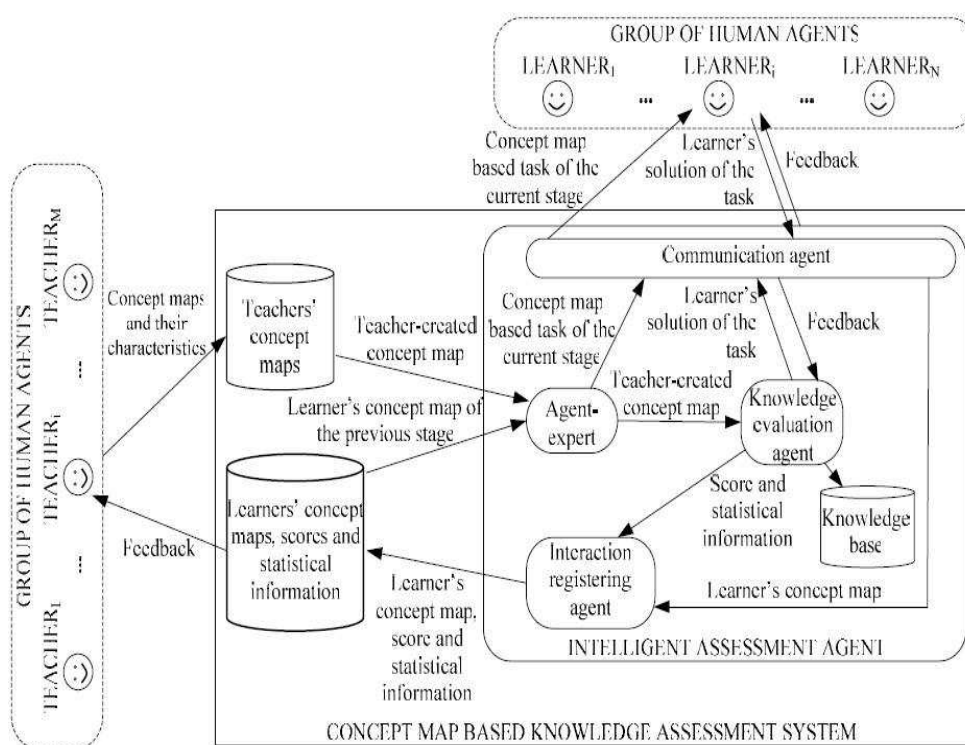 GROUP OF HUMAN AGENTS
LEARNER1
LEARNERi
LEARNERN
...
...
Concept map
based task of the
current stage
Learner's
solution of the
task
Feedback
GROUP OF HUMAN AGENTS
TEACHERM
...
TEACHERi
...
TEACHER1
Concept maps
and their
characteristics
Feedback
Teachers'
concept
maps
Teacher-created
concept map
Learner's concept map of
the previous stage
Learners' concept
maps, scores and
statistical
information
Learner's
concept map,
score and
statistical
information
Communication agent
Concept map
based task of the
current stage
Learner's
solution of the
task
Feedback
Agent-
expert
Teacher-created
concept map
Knowledge
evaluation
agent
Score and
statistical
information
Knowledge
base
Interaction
registering
agent
Learner's concept map
INTELLIGENT ASSESSMENT AGENT
CONCEPT MAP BASED KNOWLEDGE ASSESSMENT SYSTEM